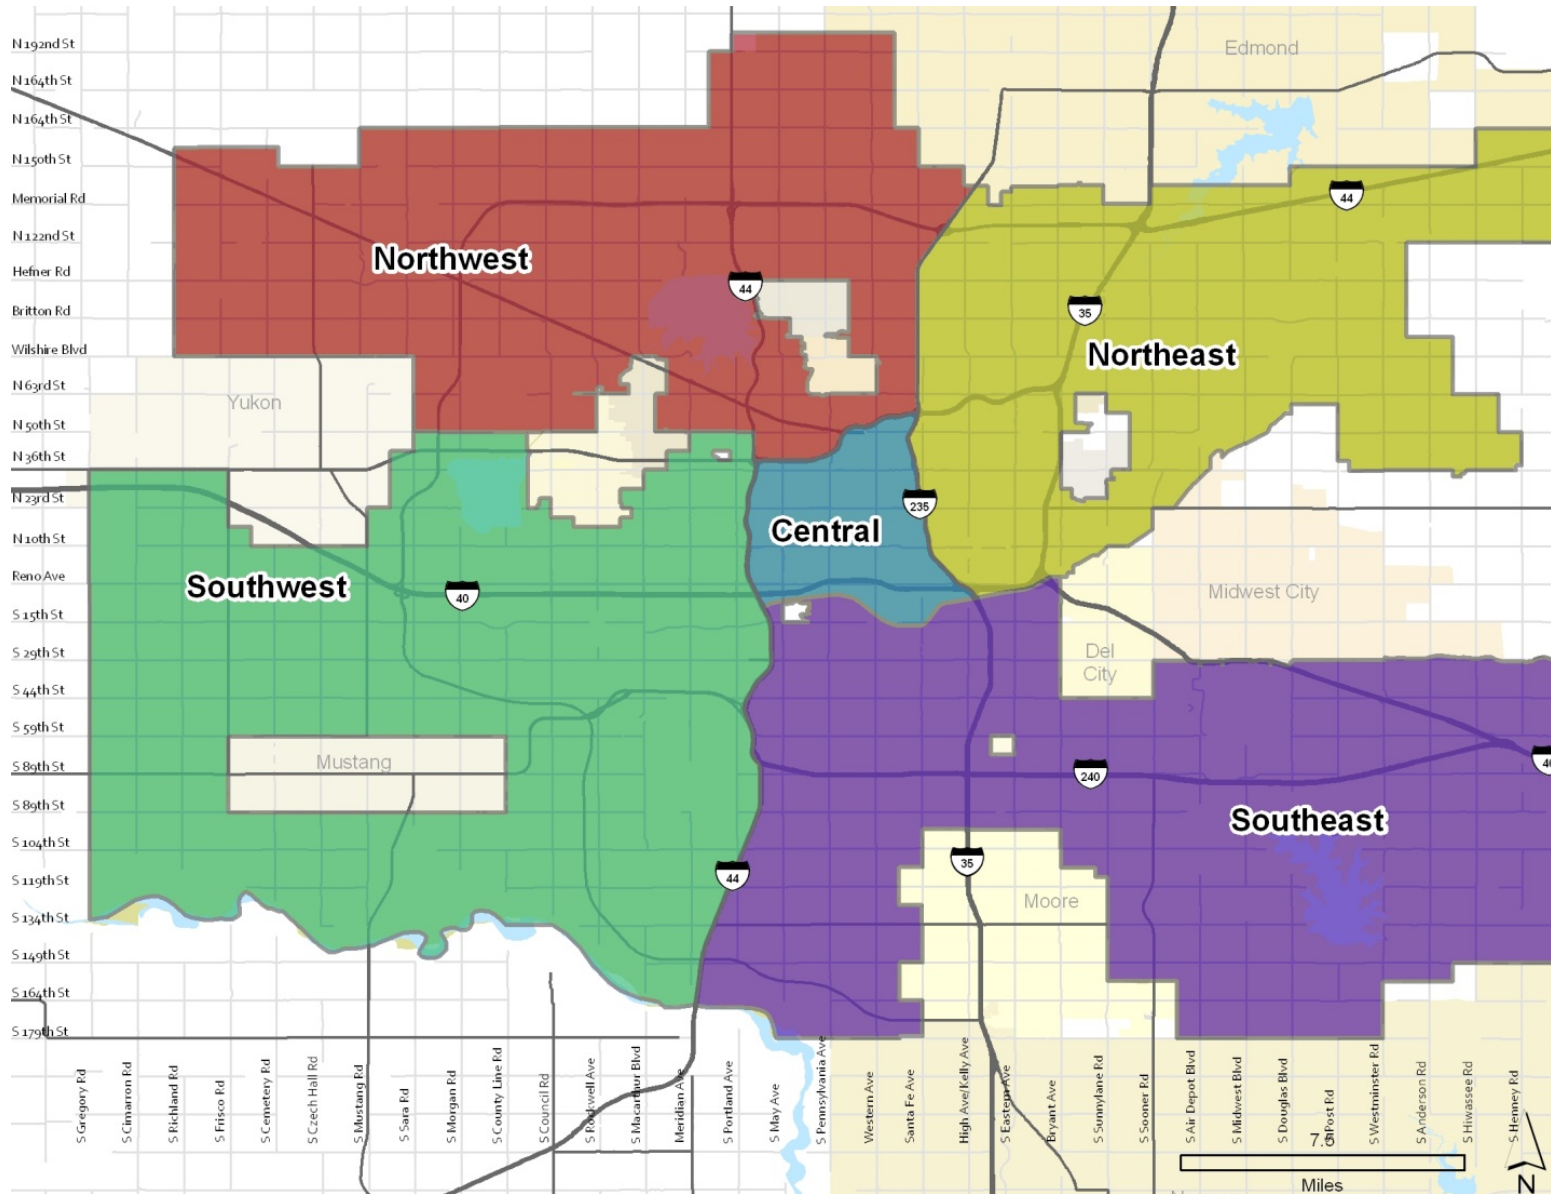 N 192nd St
Edmond
N 164th St
N 164th St
N 150th St
Memorial Rd
44
N 122nd St
Northwest
Hefner Rd
44
Britton Rd
35
Wilshire Blvd
Northeast
N 63rd St
Yukon
N 50th St
N 36th St
N 23rd St
235
Central
N 10th St
Reno Ave
Southwest
40
Midwest City
S 15th St
S 29th St
Del
City
S 44th St
S 59th St
Mustang
S 89th St
240
40
S 89th St
Southeast
S 104th St
35
S 119th St
44
Moore
S 134th St
S 149th St
S 164th St
S 179th St
S Gregory Rd
S Cimarron Rd
S Richland Rd
S Frisco Rd
S Cemetery Rd
S Czech Hall Rd
S Mustang Rd
S Sara Rd
S Morgan Rd
S County Line Rd
S Council Rd
S Rockwell Ave
S Macarthur Blvd
Meridian Ave
S Portland Ave
S May Ave
S Pennsylvania Ave
Western Ave
Santa Fe Ave
High Ave/Kelly Ave
S Eastern Ave
Bryant Ave
S Sunnylane Rd
S Sooner Rd
S Air Depot Blvd
S Midwest Blvd
S Douglas Blvd
S Post Rd
S Westminster Rd
S Anderson Rd
S Hiwassee Rd
S Henney Rd
Miles
N